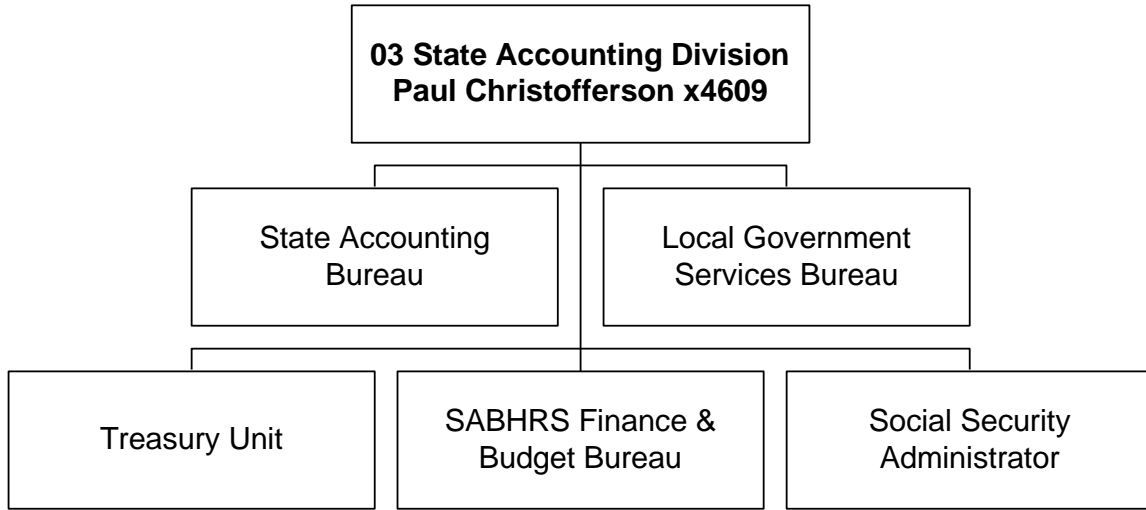 03 State Accounting Division
Paul Christofferson x4609
State Accounting
Bureau
Local Government
Services Bureau
Treasury Unit
SABHRS Finance &
Budget Bureau
Social Security
Administrator